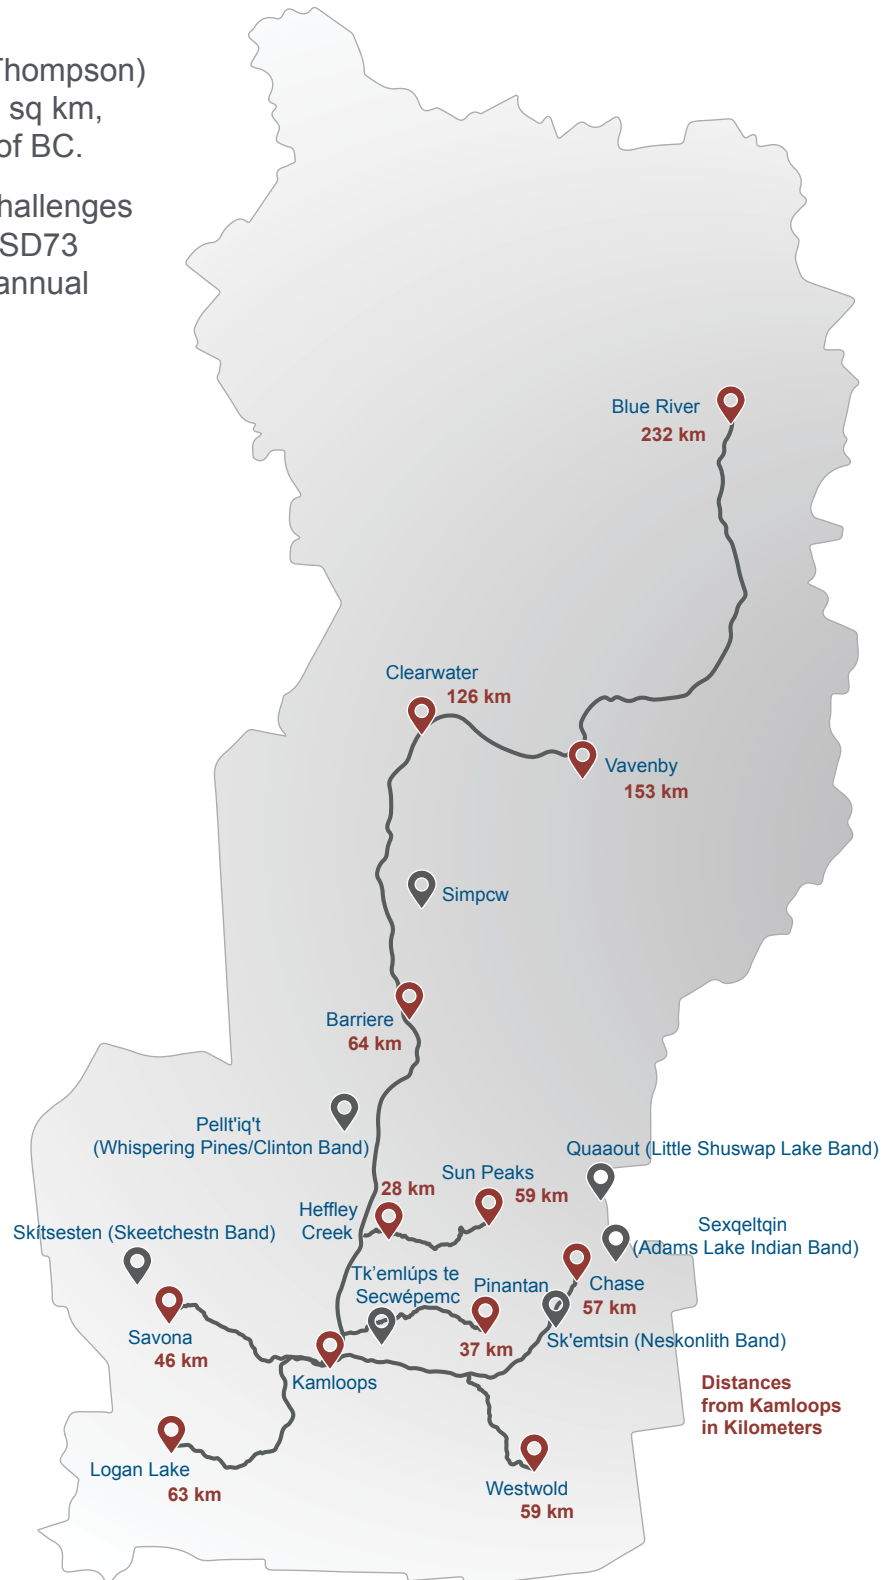 Thompson)
sq km,
of BC.
hallenges
SD73
annual
Blue River
232 km
Clearwater
126 km
Vavenby
153 km
Simpcw
Barriere
64 km
Pellt'iq't
(Whispering Pines/Clinton Band)
Quaaout (Little Shuswap Lake Band)
Sun Peaks
59 km
28 km
Heffley
Creek
Sexqeltqin
(Adams Lake Indian Band)
Skítsesten (Skeetchestn Band)
Tk'emlúps te
Secwépemc
Pinantan
37 km
Chase
57 km
Sk'emtsin (Neskonlith Band)
Savona
46 km
Kamloops
Distances
from Kamloops
in Kilometers
Logan Lake
63 km
Westwold
59 km